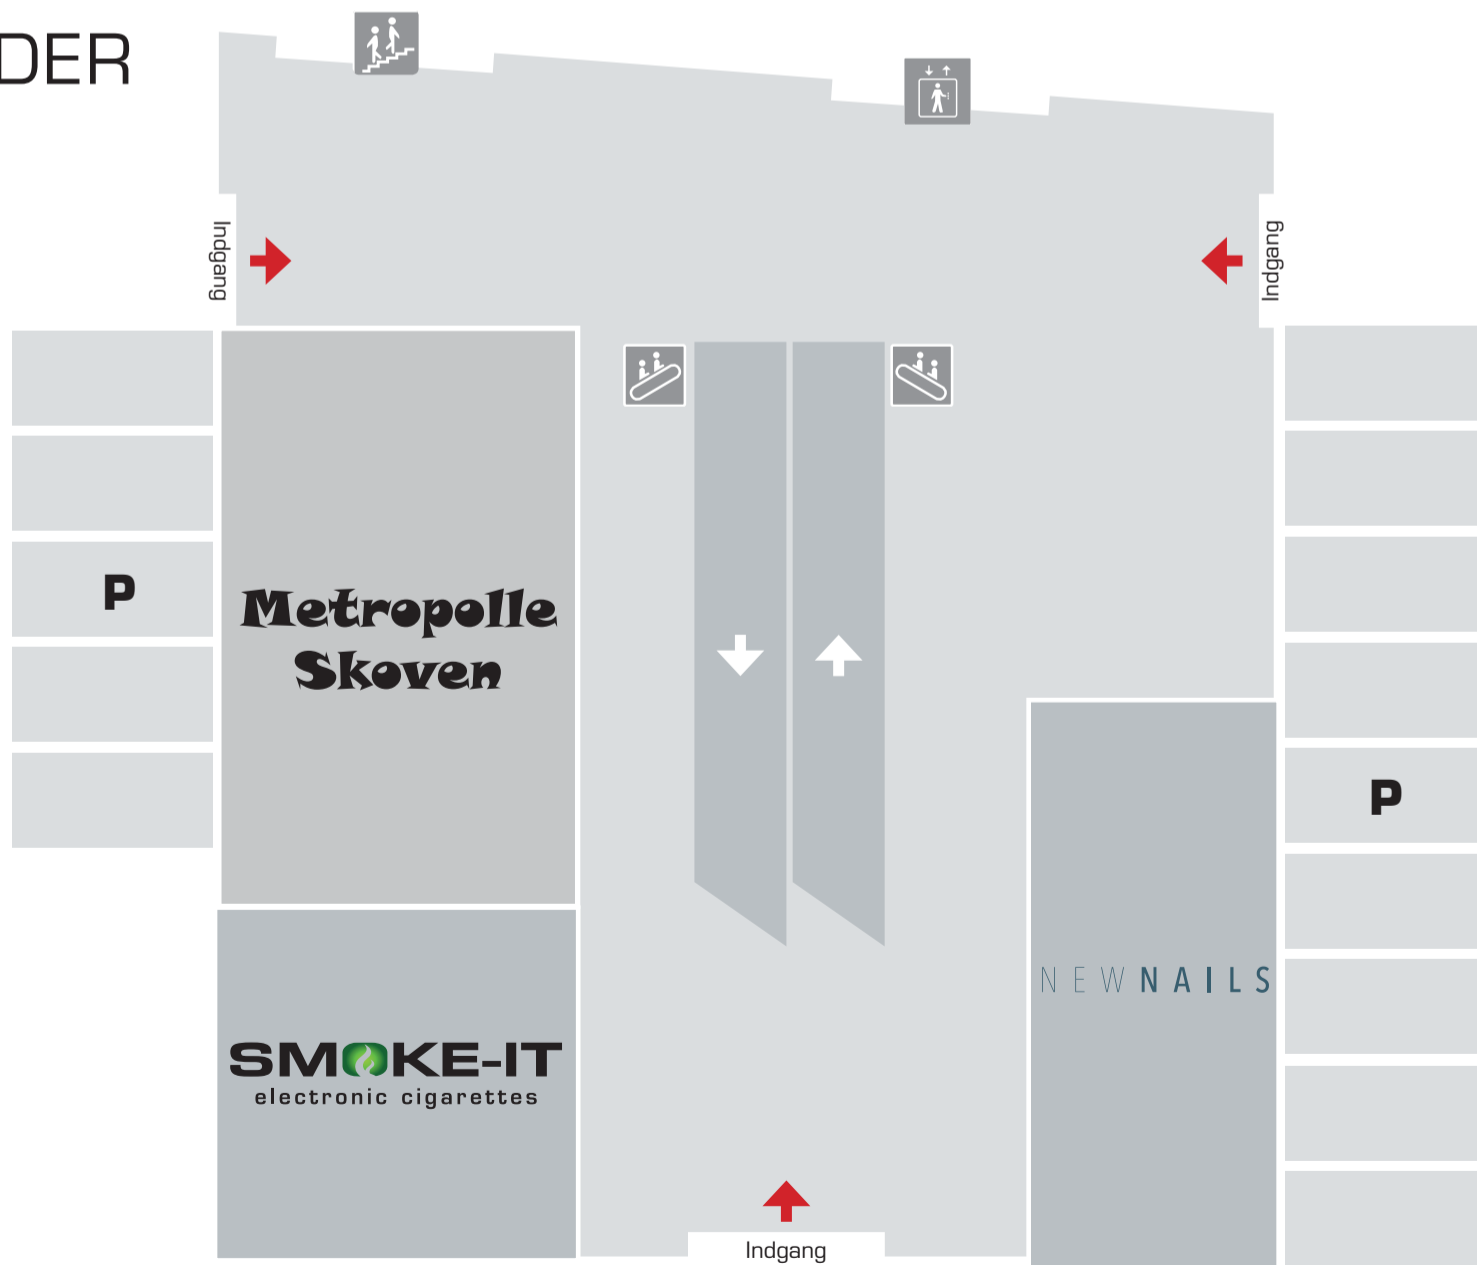 DER
Indgang
Indgang
P
Metropolle
Skoven
P
NEWNAILS
SMOKE-IT
electronic cigarettes
Indgang